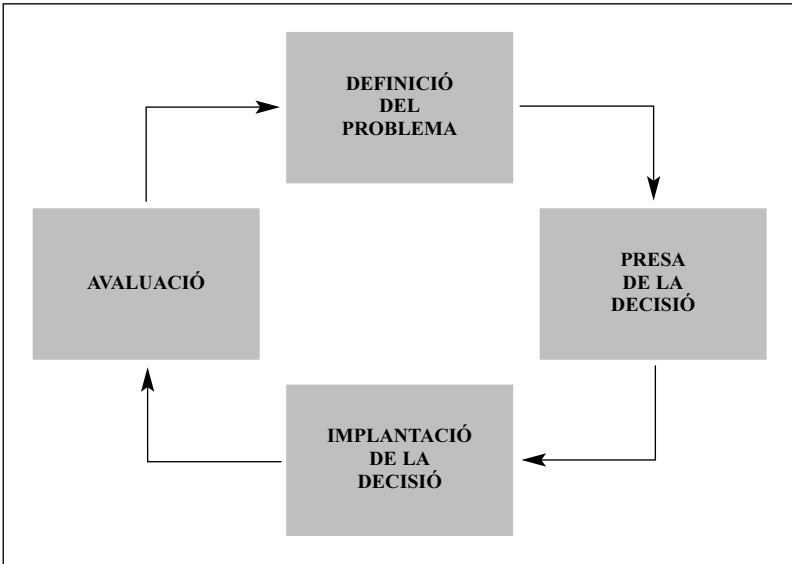 DEFINICIÓ
DEL
PROBLEMA
PRESA
DE LA
DECISIÓ
IMPLANTACIÓ
DE LA
DECISIÓ
AVALUACIÓ